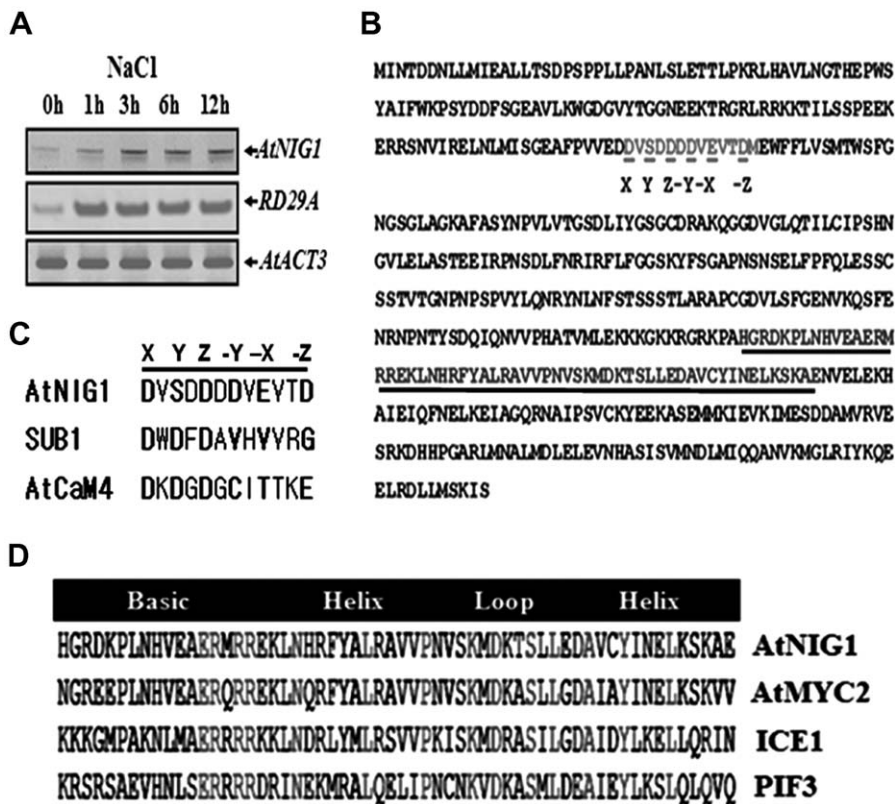 A
NaCl
0h 1h 3h 6h 12h
AtNIG1
RD29A
AtACT3
B
MINTDDNLLMIEALLTSDPSPPLLPANLSLETTLPKRLHAVLNGTHEPWS
YAIFWKPSYDDFSGEAVLKWGDGVYTGGNEEKTRGRLRRKKTILSSPEEK
ERRSNVIRELNLMISGEAFPVVEDDVSDDDDVEVTDMEWFFLVSMTWSFG
X Y Z-Y-X -Z
NGSGLAGKAFASYNPVLVTGSDLIYGSGCDRAKQGGDVGLQTILCIPSHN
GVLELASTEEIRPNSDLFNRIRFLFGGSKYFSGAPNSNSELFPFQLESSC
SSTVTGNPNPSPVYLQNRYNLNFSTSSSTLARAPCGDVLSFGENVKQSFE
NRNPNTYSDQIQNVVPHATVMLEKKKGKKRGRKPAHGRDKPLNHVEAERM
RREKLNHRFYALRAVVPNVSKMDKTSLLEDAVCYINELKSKAENVELEKH
AIEIQFNELKEIAGQRNAIPSVCKYEEKASEMMKIEVKIMESDDAMVRVE
SRKDHHPGARLMNALMDLELEVNHASISVMNDLMIQQANVKMGLRIYKQE
ELRDLLMSKIS
C
X Y Z -Y –X -Z
AtNIG1 DVSDDDDVEVTD
SUB1 DWDFDAVHVVRG
AtCaM4 DKDGDGCITTKE
D
Basic Helix Loop Helix
HGRDKPLNHVEAERMRREKLNHRFYALRAVVPNVSKMDKTSLLEDAVCYINELKSKAE AtNIG1
NGREEPLNHVEAERQRREKLNQRFYALRAVVPNVSKMDKASLLGDAIAYINELKSKVV AtMYC2
KKKGMPAKNLMAERRRRKKLNDRLYMLRSVVPKISKMDRASILGDAIDYLKELLQRIN ICE1
KRSRSAEVHNLSERRRRDRINEKMRALQELIPNCNKVDKASMLDEAIEYLKSLQLQVQ PIF3